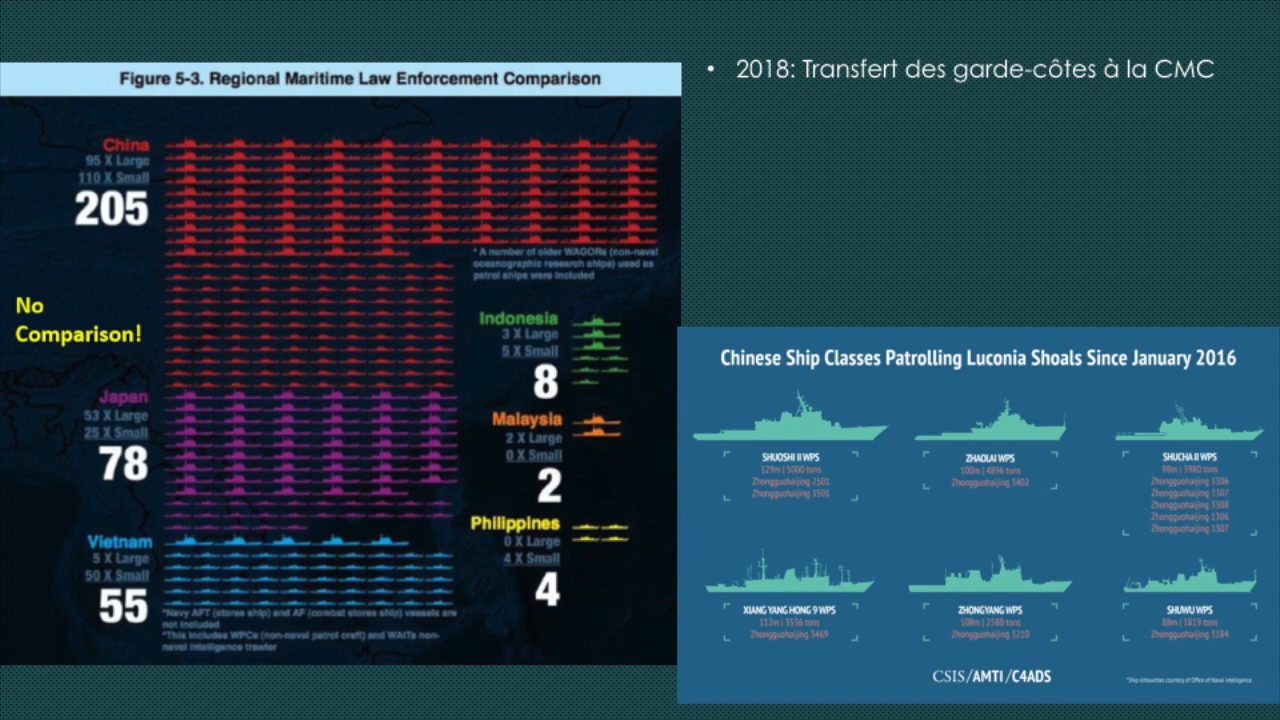 Figure 5-3. Regional Maritime Law Enforcement Comparison
China
95 X Large
110 X Small
205
* A number of older WAGORs (non-naval
oceanographic research ships) used as
patrol ships were included
No
Comparison!
Indonesia
3 X Large
5 X Small
8
Japan
53 X Large
25 X Small
78
Malaysia
2 X Large
0 X Small
2
Philippines
0 X Large
4 X Small
4
Vietnam
5 X Large
50 X Small
55
*Navy AFT (stores ship) and AF (combat stores ship) vessels are
not included
*This includes WPCs (non-naval patrol craft) and WAITs non-
naval intelligence trawler
• 2018: Transfert des garde-côtes à la CMC
Chinese Ship Classes Patrolling Luconia Shoals Since January 2016
SHUOSHI II WPS
129m | 5000 tons
Zhongguohaijing 2501
Zhongguohaijing 3501
ZHAOLAI WPS
100m | 4896 tons
Zhongguohaijing 3402
SHUCHA II WPS
98m | 3980 tons
Zhongguohaijing 3306
Zhongguohaijing 3307
Zhongguohaijing 3308
Zhongguohaijing 1306
Zhongguohaijing 1307
XIANG YANG HONG 9 WPS
112m | 3536 tons
Zhongguohaijing 3469
ZHONGYANG WPS
108m | 2580 tons
Zhongguohaijing 3210
SHUWU WPS
88m | 1819 tons
Zhongguohaijing 3184
CSIS/AMTI/C4ADS
*Ship silhouettes courtesy of Office of Naval Intelligence.